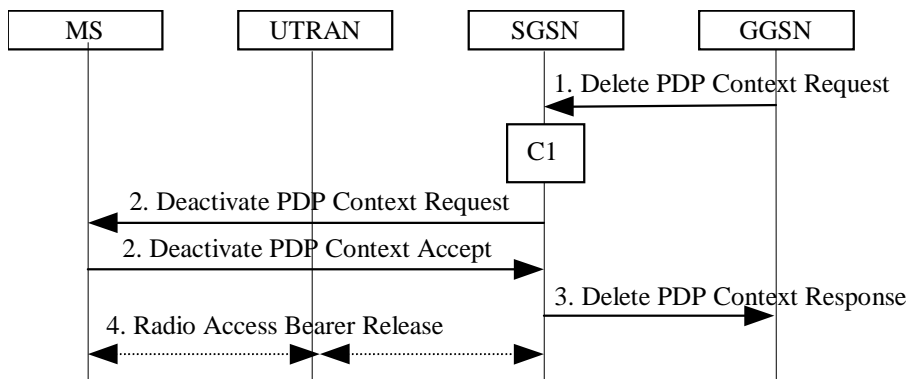 MS
UTRAN
SGSN
GGSN
1. Delete PDP Context Request
C1
2. Deactivate PDP Context Request
2. Deactivate PDP Context Accept
3. Delete PDP Context Response
4. Radio Access Bearer Release